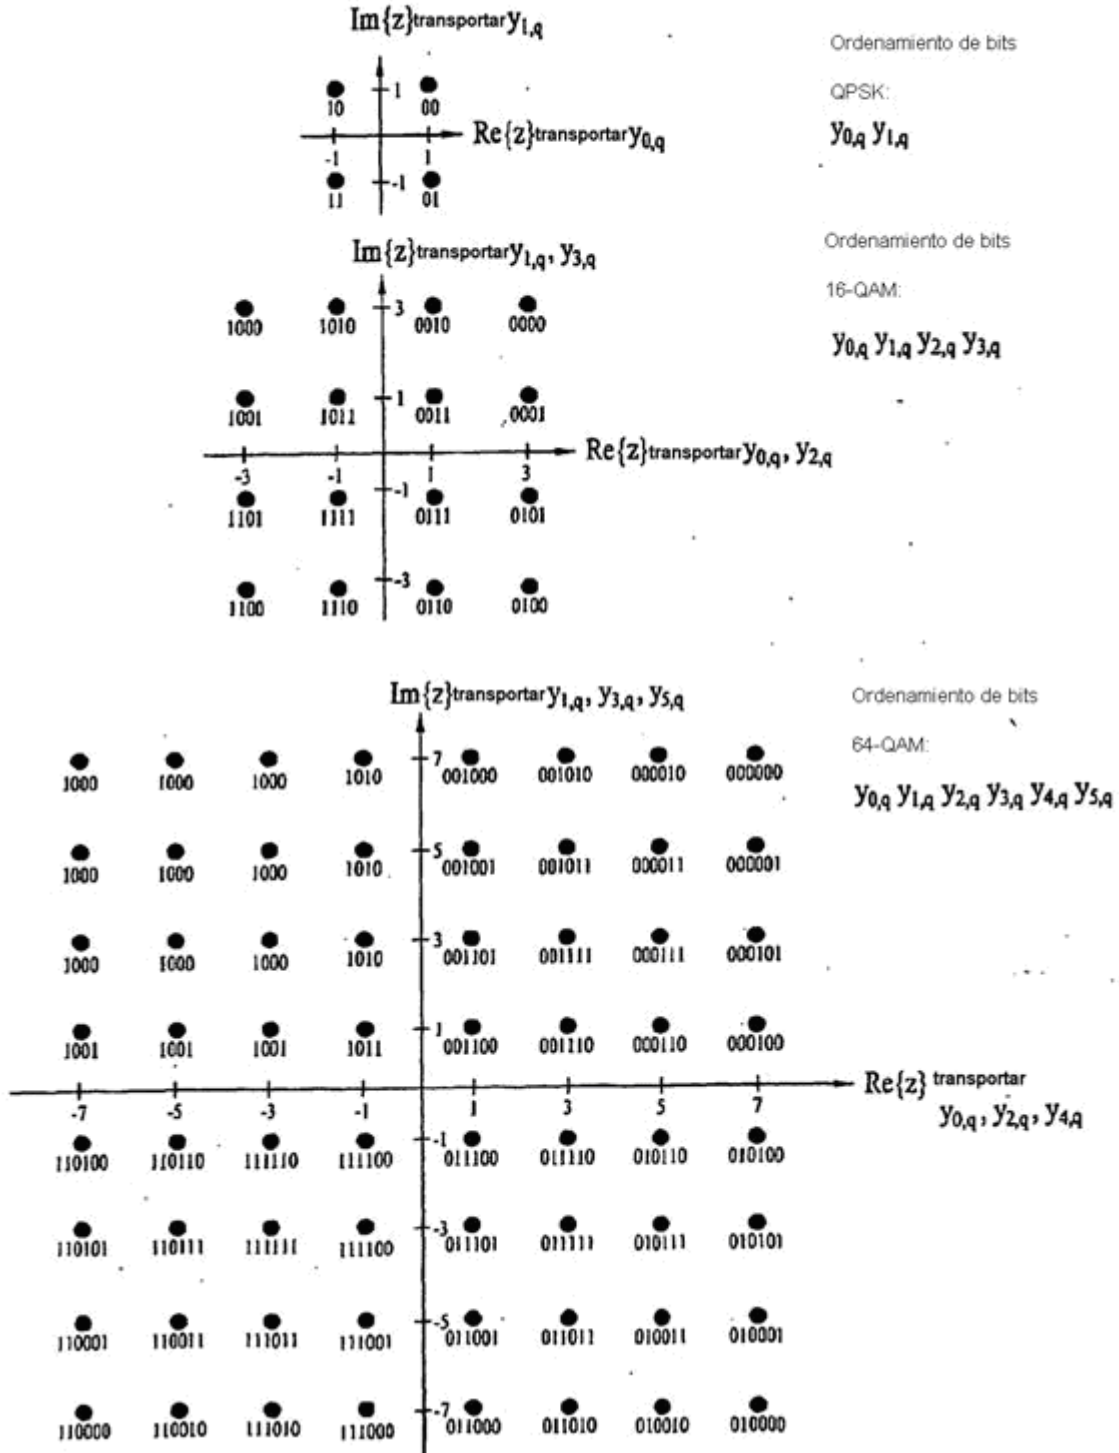 Im{z} transportar y1,q
10 00
1
Re{z} transportar y0,q
-1 1
-1
11 01
Ordenamiento de bits
QPSK:
y0,q y1,q
Im{z} transportar y1,q, y3,q
3
1000 1010 0010 0000
1
1001 1011 0011 0001
Re{z} transportar y0,q, y2,q
-3 -1 1 3
-1
1101 1111 0111 0101
-3
1100 1110 0110 0100
Ordenamiento de bits
16-QAM:
y0,q y1,q y2,q y3,q
Im{z} transportar y1,q, y3,q, y5,q
7
1000 1000 1000 1010 001000 001010 000010 000000
5
1000 1000 1000 1010 001001 001011 000011 000001
3
1000 1000 1000 1010 001101 001111 000111 000101
1
1001 1001 1001 1011 001100 001110 000110 000100
Re{z} transportar
y0,q, y2,q, y4,q
-7 -5 -3 -1 1 3 5 7
-1
110100 110110 111110 111100 011100 011110 010110 010100
-3
110101 110111 111111 111100 011101 011111 010111 010101
-5
110001 110011 111011 111001 011001 011011 010011 010001
-7
110000 110010 111010 111000 011000 011010 010010 010000
Ordenamiento de bits
64-QAM:
y0,q y1,q y2,q y3,q y4,q y5,q